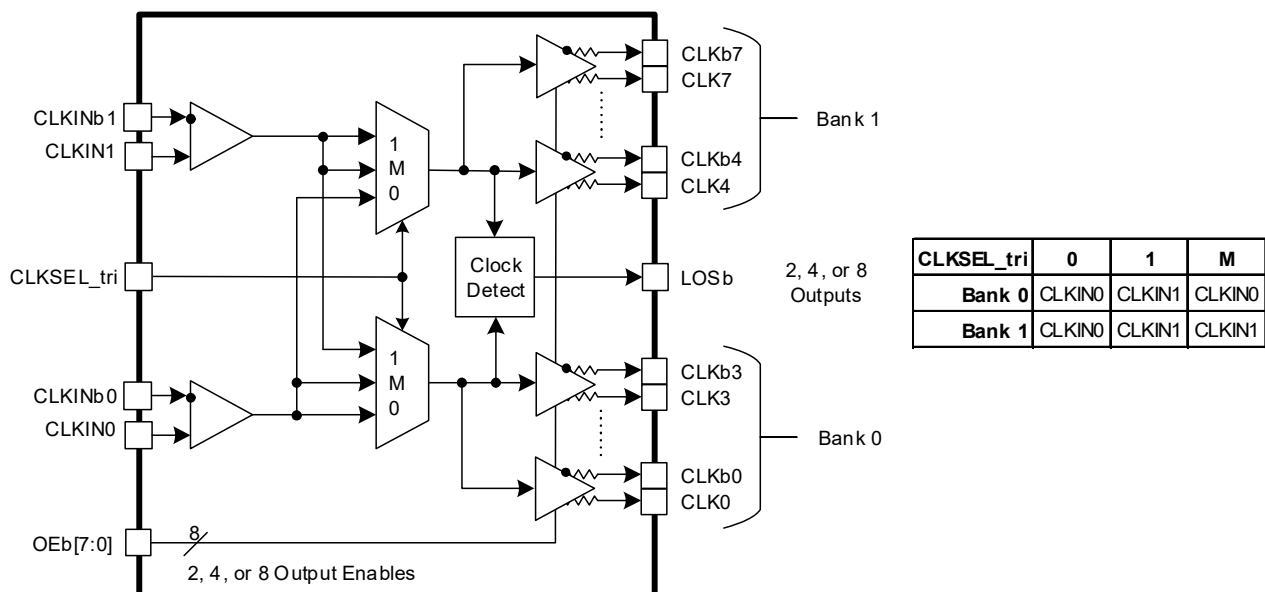 CLKb7
CLK7
CLKINb1
CLKIN1
1
M
0
Bank 1
CLKb4
CLK4
CLKSEL_tri
Clock
Detect
LOSb
2, 4, or 8
Outputs
CLKSEL_tri 0 1 M
Bank 0 CLKIN0 CLKIN1 CLKIN0
Bank 1 CLKIN0 CLKIN1 CLKIN1
1
M
0
CLKb3
CLK3
CLKINb0
CLKIN0
Bank 0
CLKb0
CLK0
OEb[7:0]
8
2, 4, or 8 Output Enables